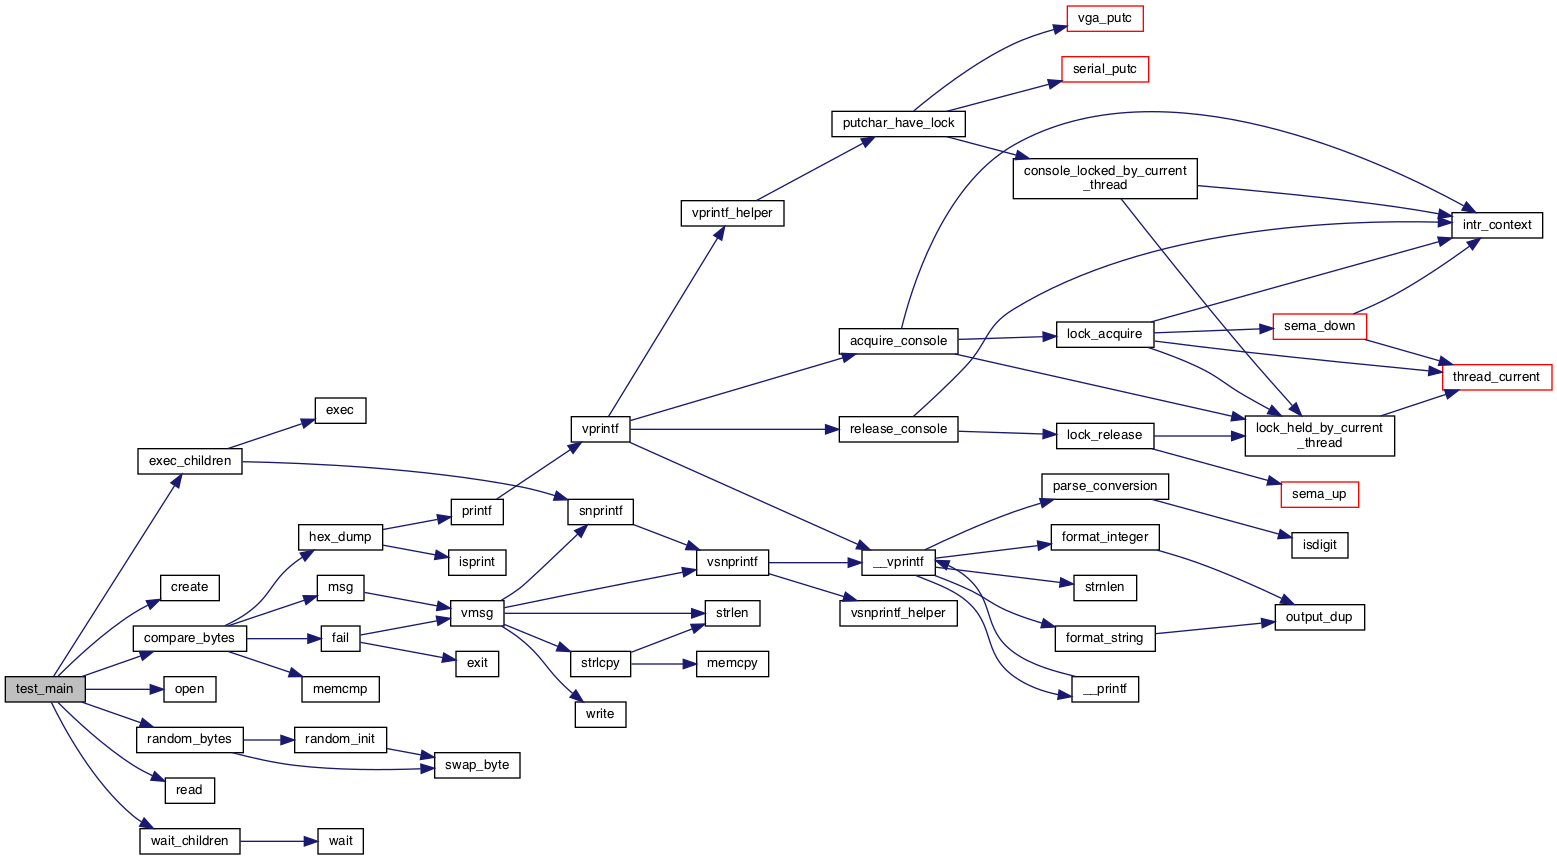 vga_putc
serial_putc
putchar_have_lock
console_locked_by_current
_thread
vprintf_helper
intr_context
acquire_console
lock_acquire
sema_down
thread_current
exec
vprintf
release_console
lock_release
lock_held_by_current
_thread
exec_children
parse_conversion
sema_up
printf
snprintf
hex_dump
format_integer
isdigit
isprint
vsnprintf
__vprintf
create
msg
strnlen
vmsg
strlen
vsnprintf_helper
output_dup
compare_bytes
fail
format_string
exit
strlcpy
memcpy
test_main
open
memcmp
__printf
write
random_bytes
random_init
swap_byte
read
wait_children
wait